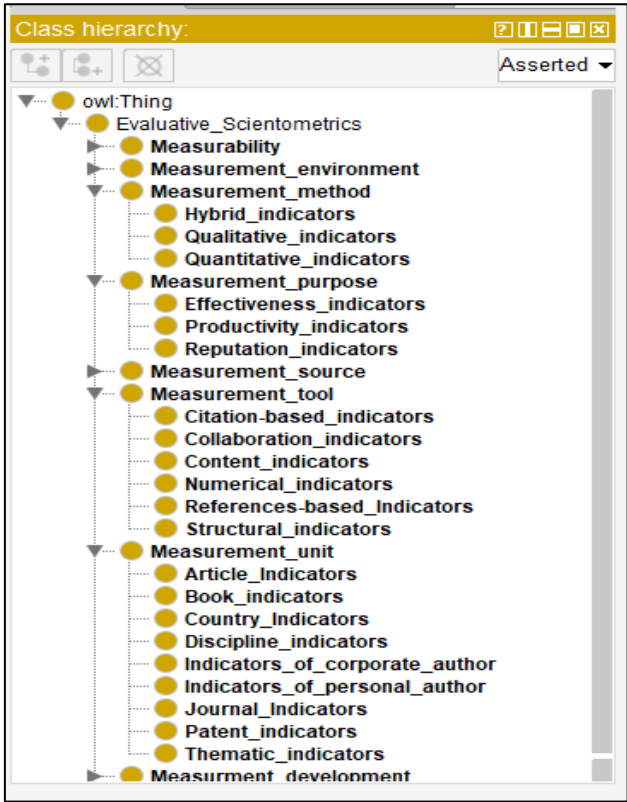 Class hierarchy:
Asserted
owl:Thing
Evaluative_Scientometrics
Measurability
Measurement_environment
Measurement_method
Hybrid_indicators
Qualitative_indicators
Quantitative_indicators
Measurement_purpose
Effectiveness_indicators
Productivity_indicators
Reputation_indicators
Measurement_source
Measurement_tool
Citation-based_indicators
Collaboration_indicators
Content_indicators
Numerical_indicators
References-based_Indicators
Structural_indicators
Measurement_unit
Article_Indicators
Book_indicators
Country_Indicators
Discipline_indicators
Indicators_of_corporate_author
Indicators_of_personal_author
Journal_Indicators
Patent_indicators
Thematic_indicators
Measurment_development